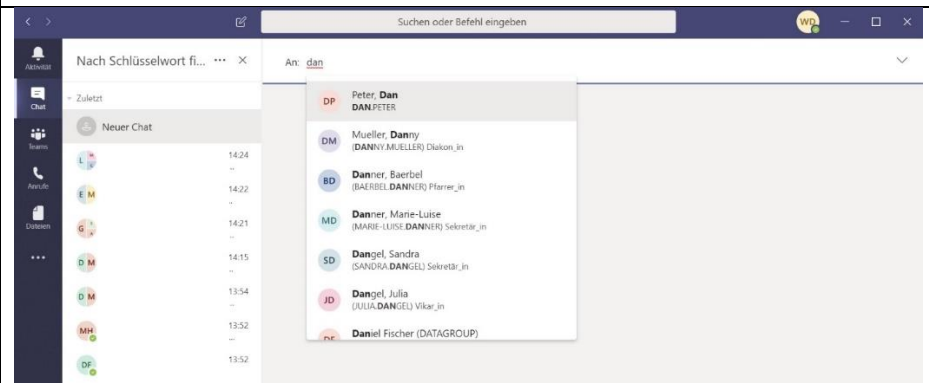 Suchen oder Befehl eingeben
WD
Aktivität
Chat
Teams
Anrufe
Dateien
Nach Schlüsselwort fi...
Zuletzt
Neuer Chat
14:24
E M
14:22
14:21
D M
14:15
D M
13:54
MH
13:52
DF
13:52
An: dan
DP
Peter, Dan
DAN.PETER
DM
Mueller, Danny
(DANNY.MUELLER) Diakon_in
BD
Danner, Baerbel
(BAERBEL.DANNER) Pfarrer_in
MD
Danner, Marie-Luise
(MARIE-LUISE.DANNER) Sekretär_in
SD
Dangel, Sandra
(SANDRA.DANGEL) Sekretär_in
JD
Dangel, Julia
(JULIA.DANGEL) Vikar_in
DF
Daniel Fischer (DATAGROUP)